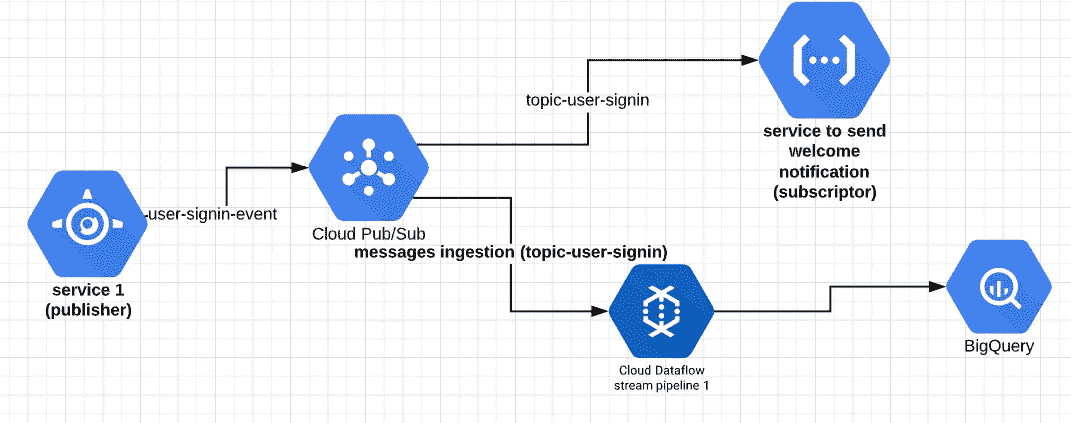 topic-user-signin
service to send
welcome
notification
(subscriptor)
user-signin-event
Cloud Pub/Sub
messages ingestion (topic-user-signin)
service 1
(publisher)
BigQuery
Cloud Dataflow
stream pipeline 1